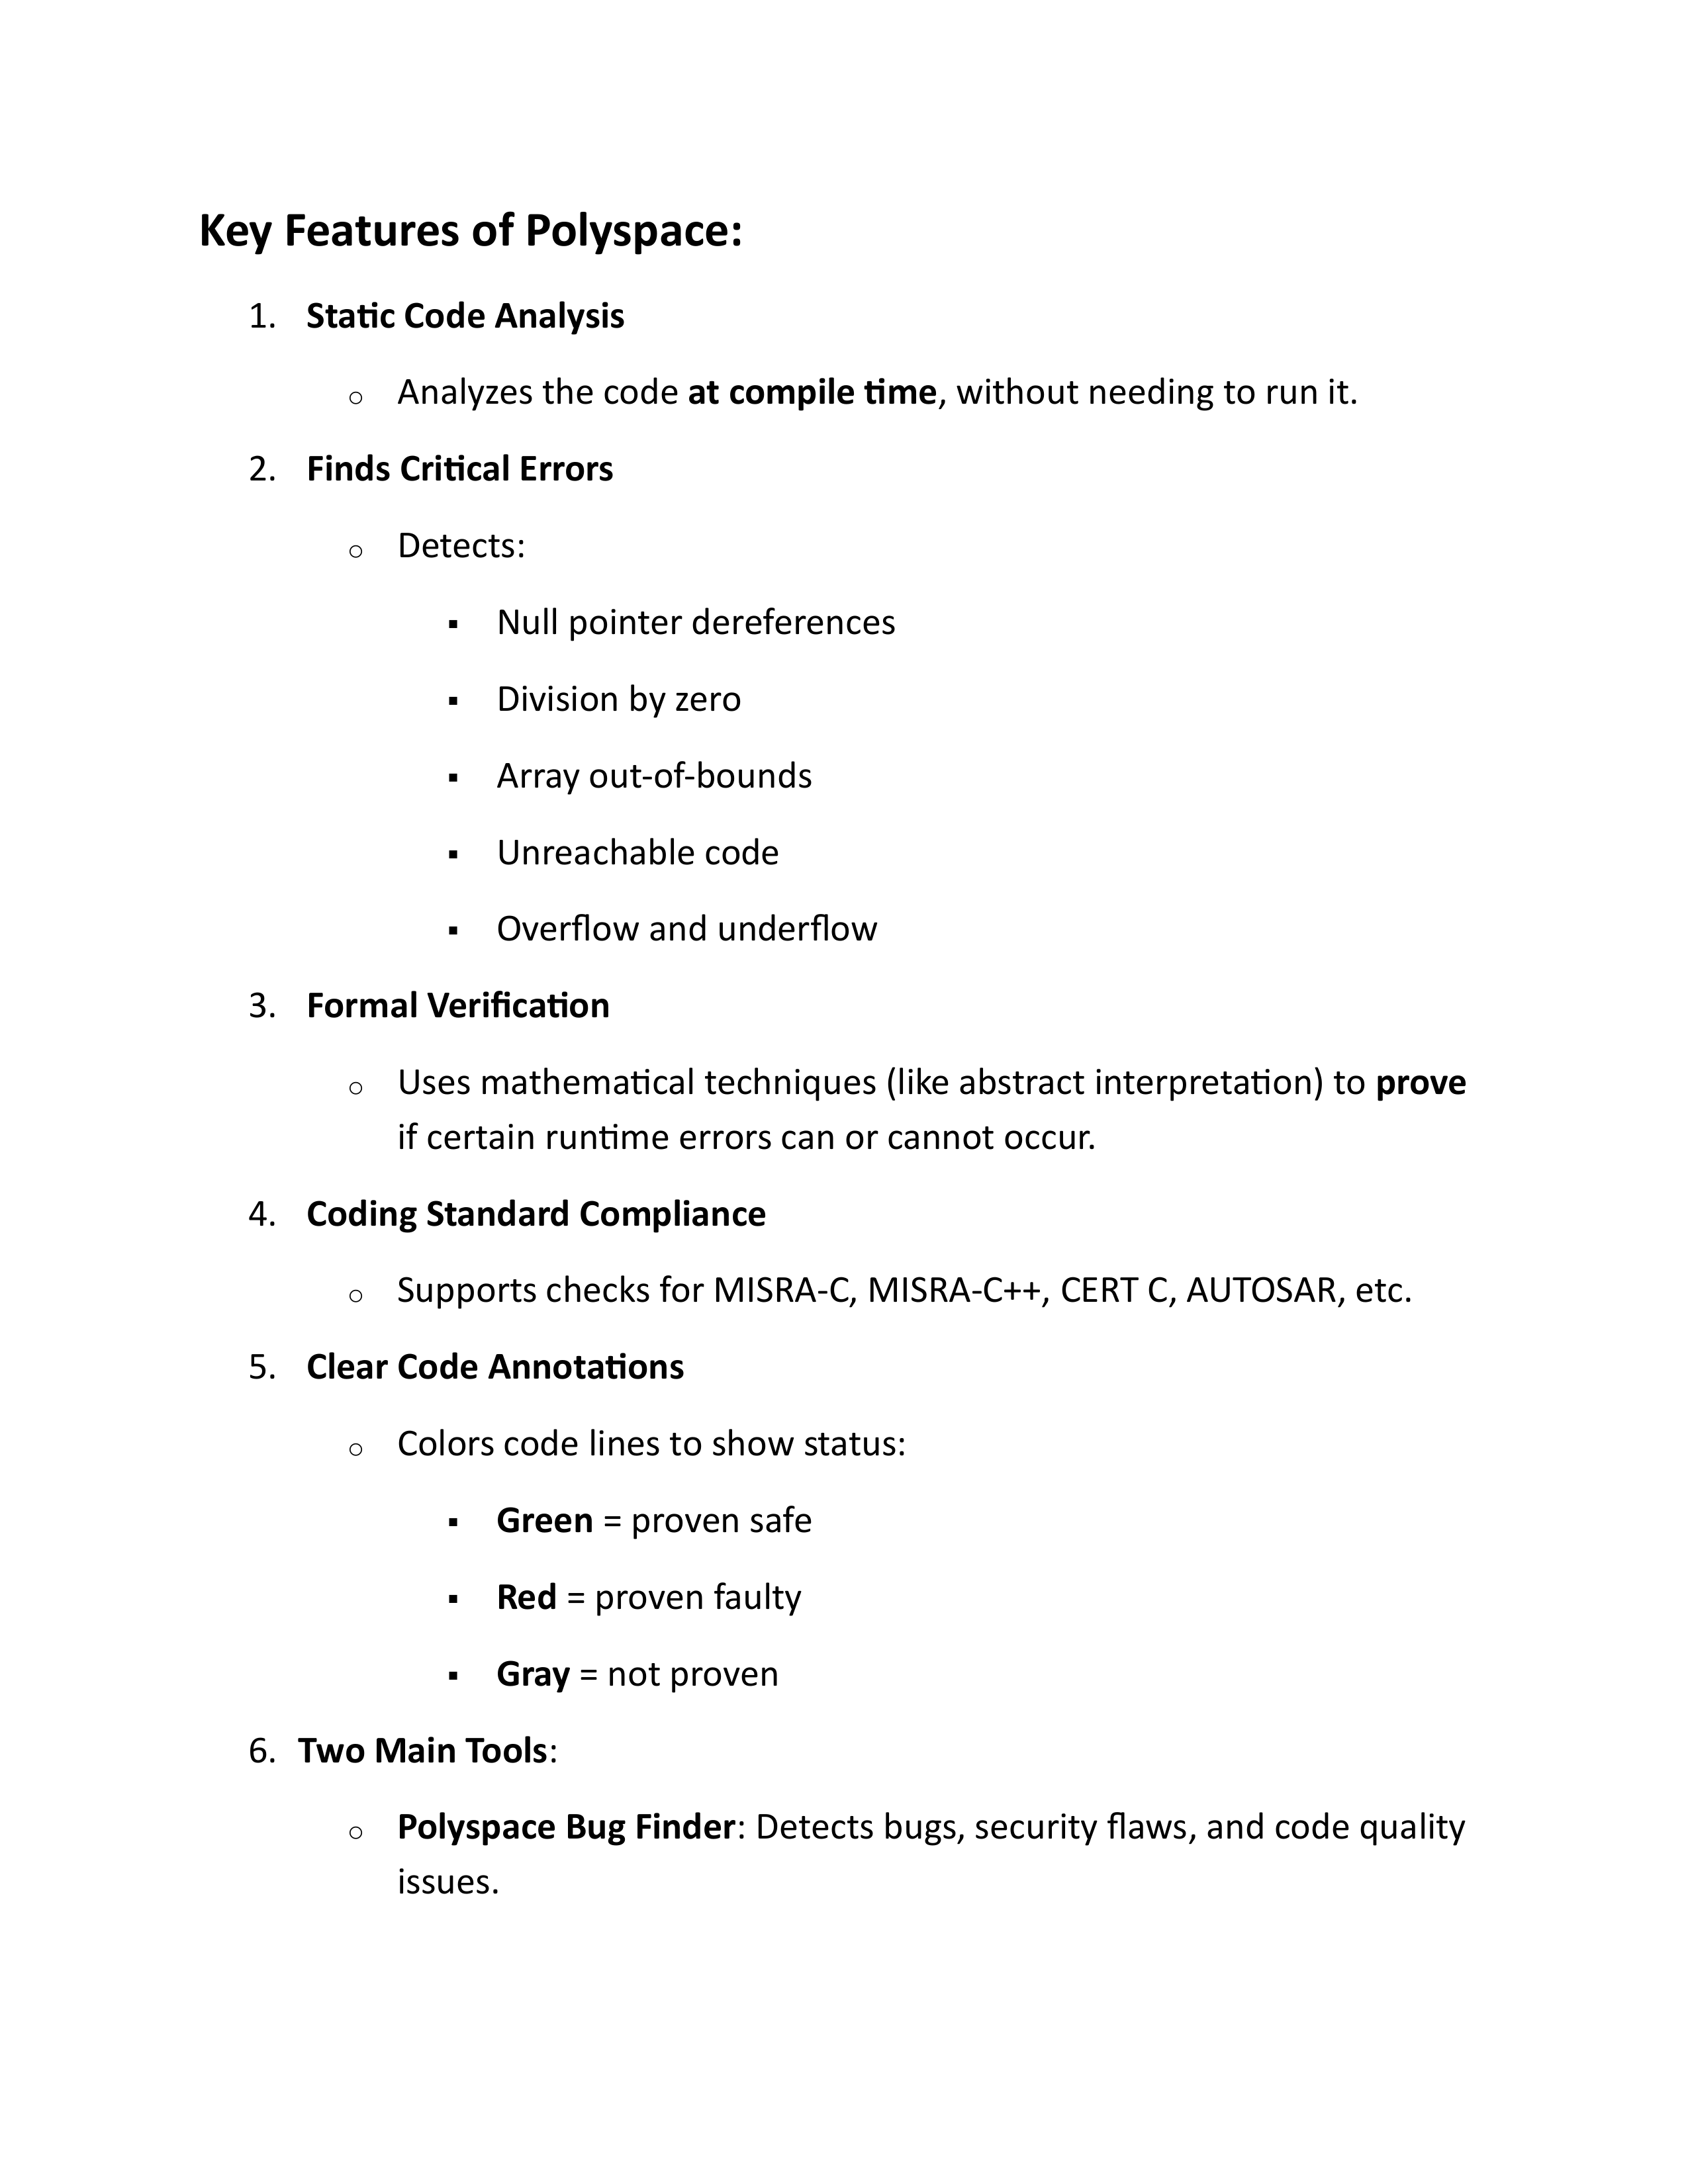 Key Features of Polyspace:
1. Static Code Analysis
○ Analyzes the code at compile time, without needing to run it.
2. Finds Critical Errors
○ Detects:
▪ Null pointer dereferences
▪ Division by zero
▪ Array out-of-bounds
▪ Unreachable code
▪ Overflow and underflow
3. Formal Verification
○ Uses mathematical techniques (like abstract interpretation) to prove
if certain runtime errors can or cannot occur.
4. Coding Standard Compliance
○ Supports checks for MISRA-C, MISRA-C++, CERT C, AUTOSAR, etc.
5. Clear Code Annotations
○ Colors code lines to show status:
▪ Green = proven safe
▪ Red = proven faulty
▪ Gray = not proven
6. Two Main Tools:
○ Polyspace Bug Finder: Detects bugs, security flaws, and code quality
issues.